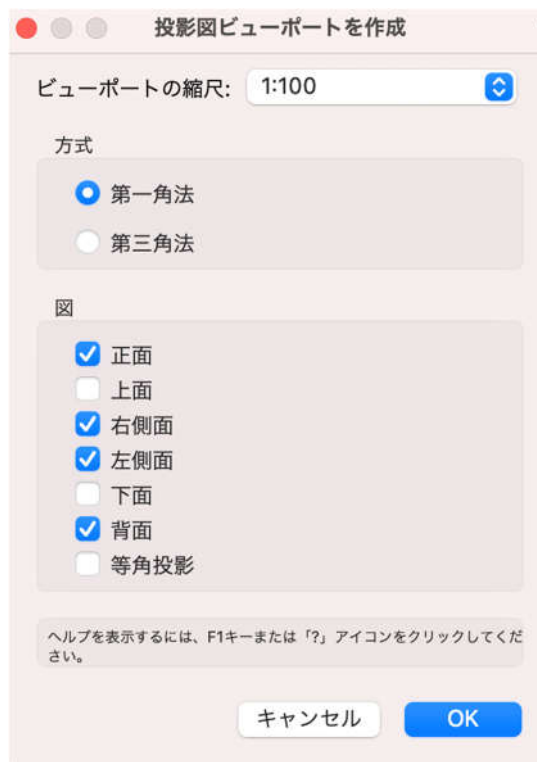 投影図ビューポートを作成
ビューポートの縮尺: 1:100
方式
第一角法
第三角法
図
正面
上面
右側面
左側面
下面
背面
等角投影
ヘルプを表示するには、F1キーまたは「?」アイコンをクリックしてくだ
さい。
キャンセル OK